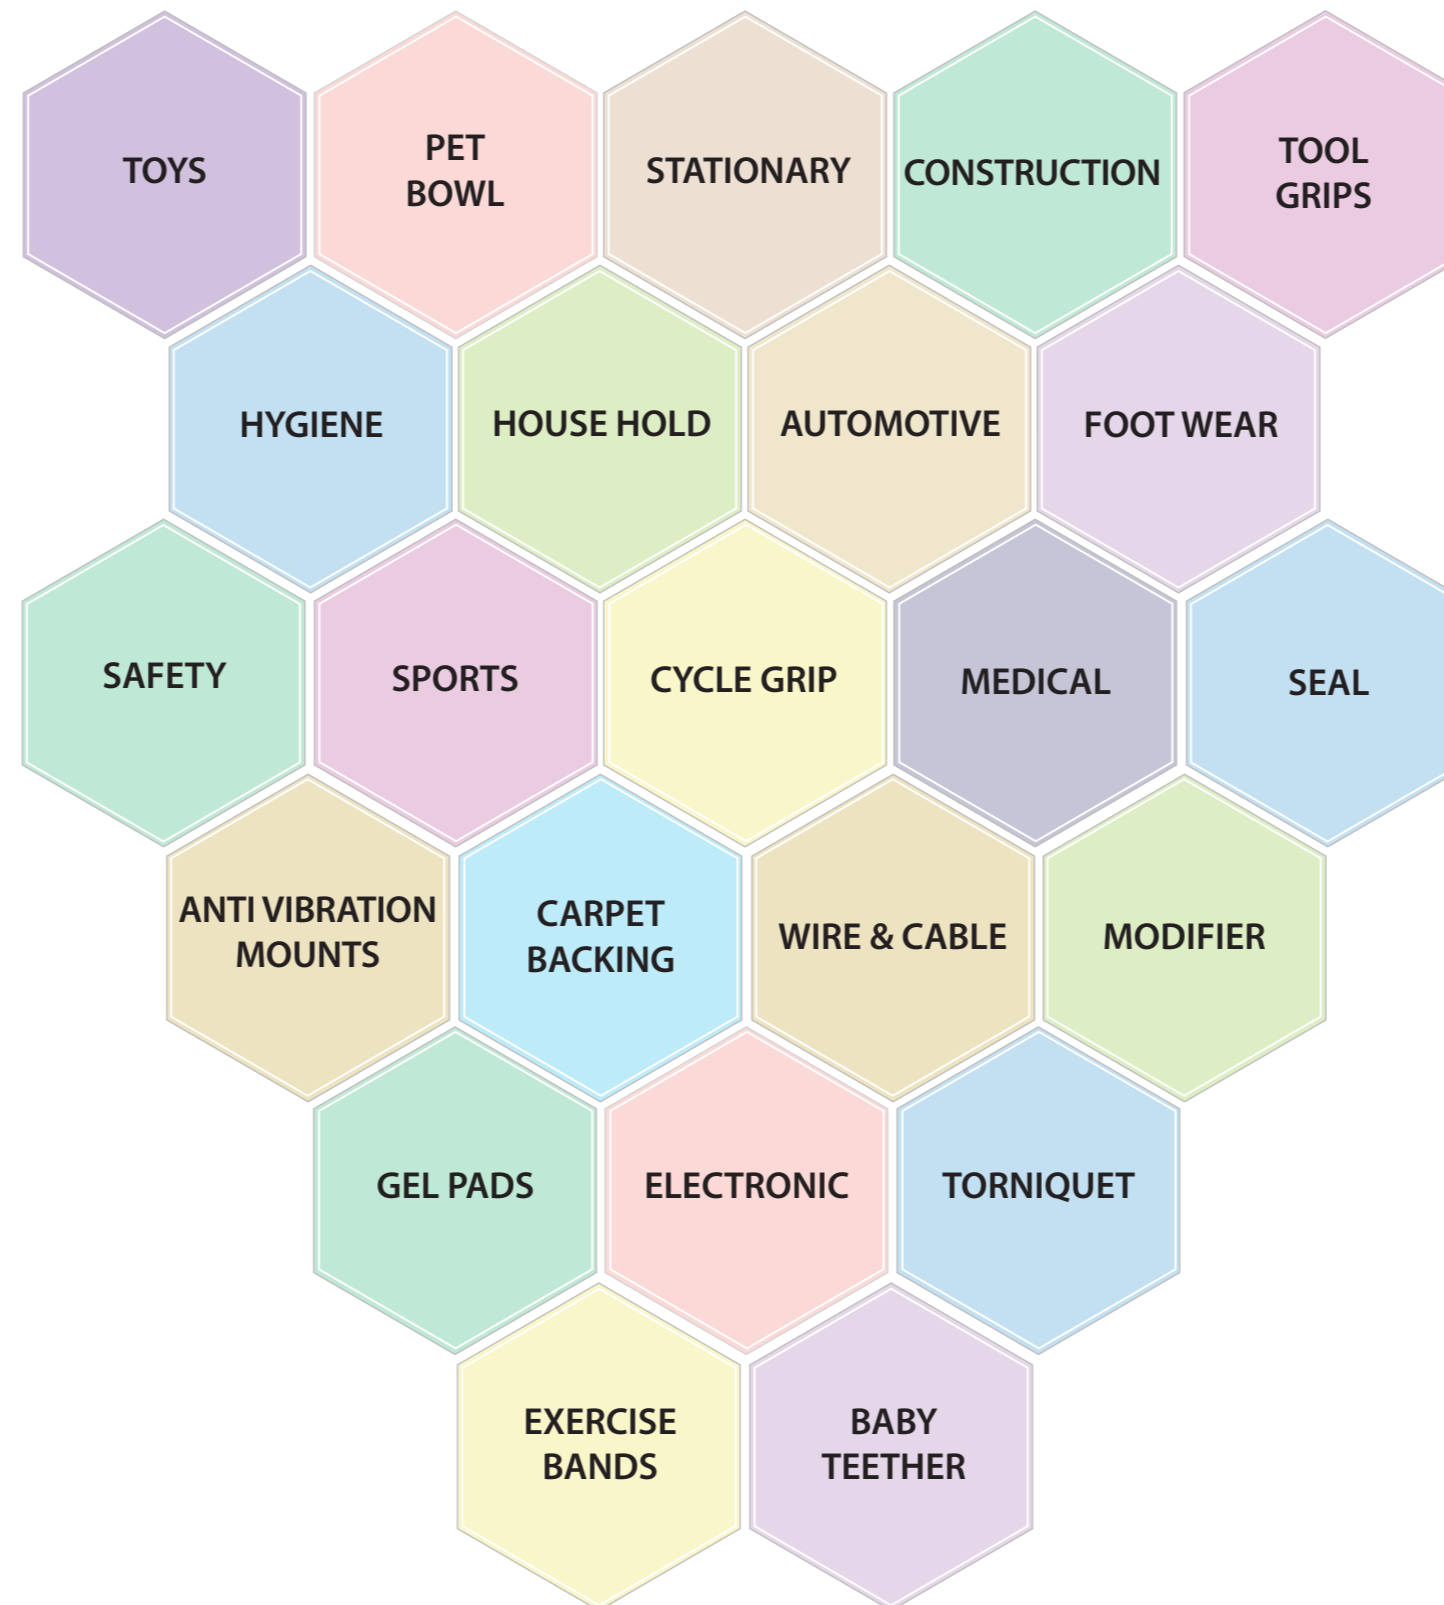 TOYS
PET
BOWL
STATIONARY
CONSTRUCTION
TOOL
GRIPS
HYGIENE
HOUSE HOLD
AUTOMOTIVE
FOOT WEAR
SAFETY
SPORTS
CYCLE GRIP
MEDICAL
SEAL
ANTI VIBRATION
MOUNTS
CARPET
BACKING
WIRE & CABLE
MODIFIER
GEL PADS
ELECTRONIC
TORNIQUET
EXERCISE
BANDS
BABY
TEETHER